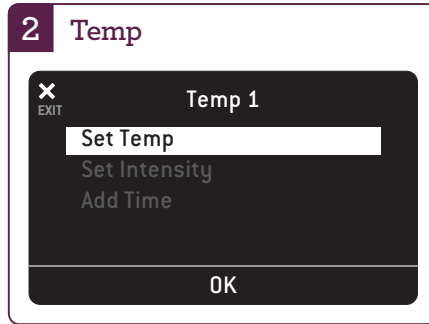 2 Temp
X
EXIT Temp 1
Set Temp
Set Intensity
Add Time
OK